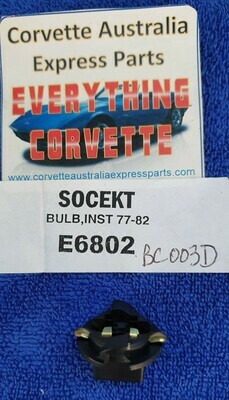 Corvette Australia
Express Parts
EVERYTHING
CORVETTE
www.corvetteaustraliaexpressparts.com
SOCEKT
BULB,INST 77-82
E6802
BC003D